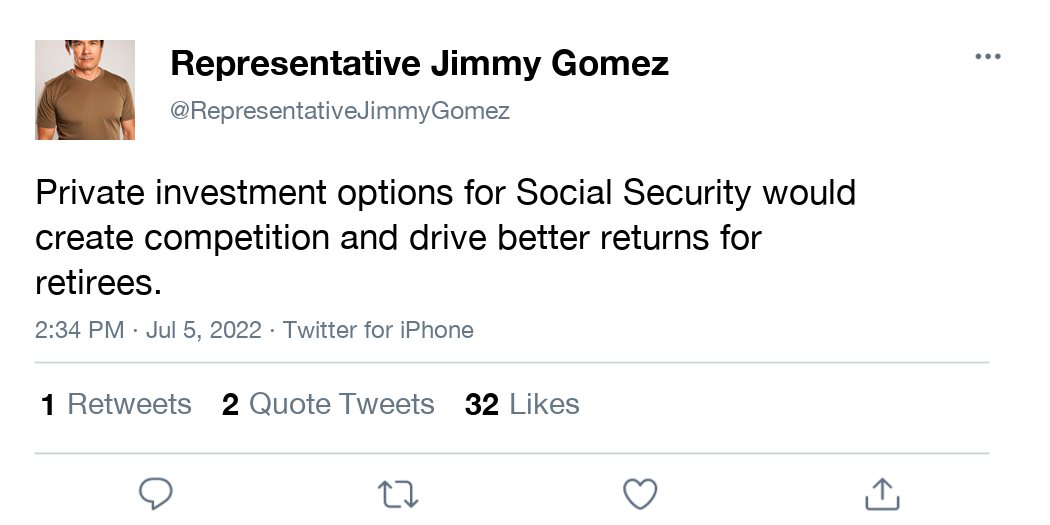 Representative Jimmy Gomez
@RepresentativeJimmyGomez
Private investment options for Social Security would
create competition and drive better returns for
retirees.
2:34 PM · Jul 5, 2022 · Twitter for iPhone
1 Retweets 2 Quote Tweets 32 Likes